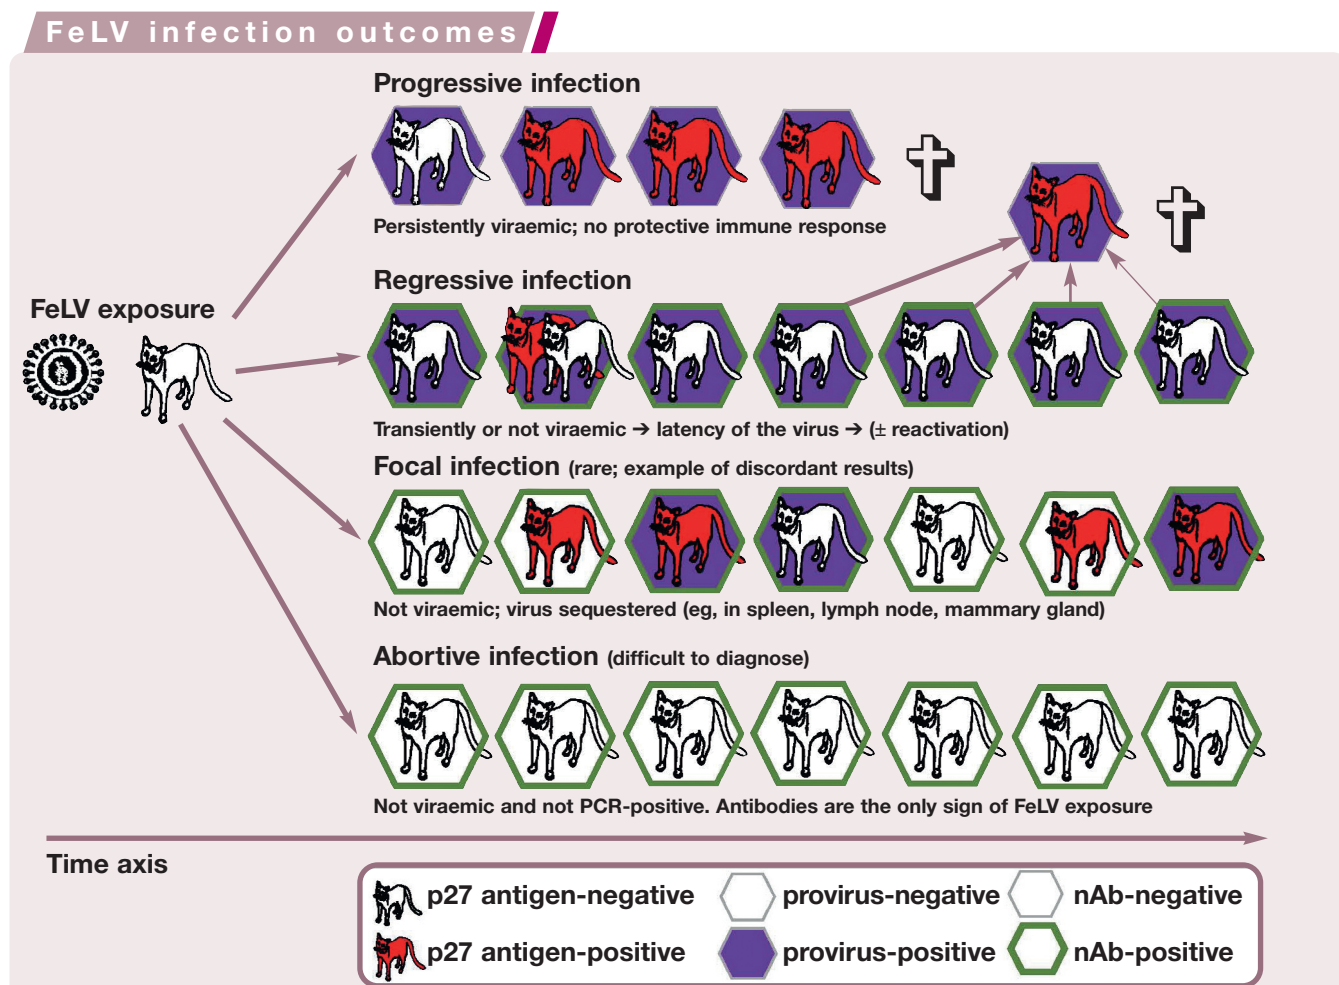 FeLV infection outcomes
Progressive infection
Persistently viraemic; no protective immune response
Regressive infection
FeLV exposure
Transiently or not viraemic ➔ latency of the virus ➔ (± reactivation)
Focal infection (rare; example of discordant results)
Not viraemic; virus sequestered (eg, in spleen, lymph node, mammary gland)
Abortive infection (difficult to diagnose)
Not viraemic and not PCR-positive. Antibodies are the only sign of FeLV exposure
Time axis
p27 antigen-negative provirus-negative nAb-negative
p27 antigen-positive provirus-positive nAb-positive